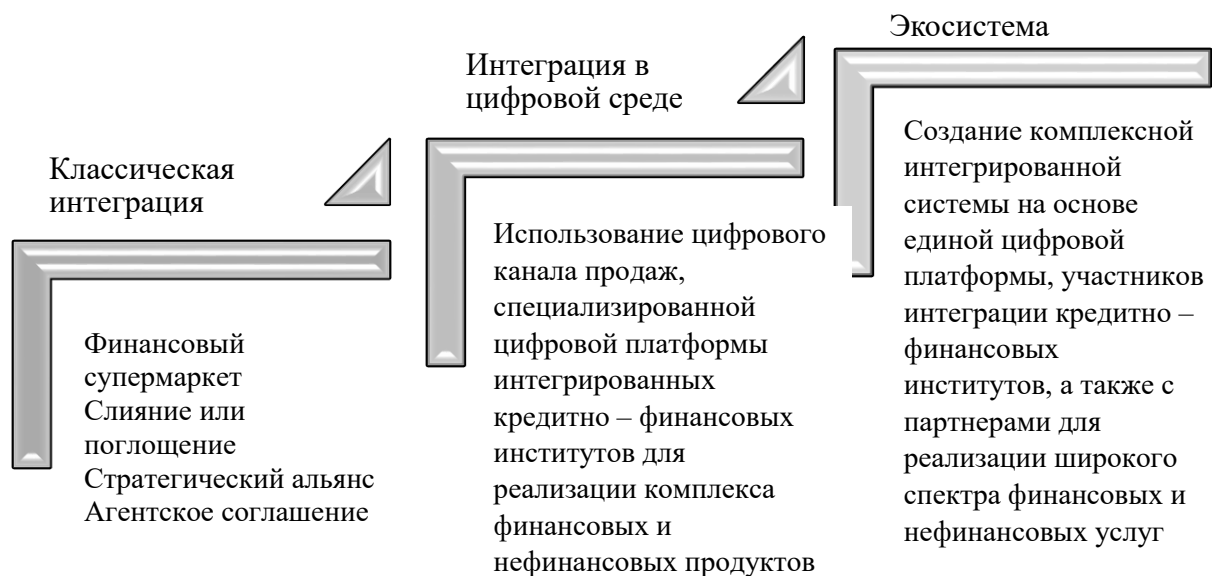 Классическая
интеграция
Финансовый
супермаркет
Слияние или
поглощение
Стратегический альянс
Агентское соглашение
Интеграция в
цифровой среде
Использование цифрового
канала продаж,
специализированной
цифровой платформы
интегрированных
кредитно – финансовых
институтов для
реализации комплекса
финансовых и
нефинансовых продуктов
Экосистема
Создание комплексной
интегрированной
системы на основе
единой цифровой
платформы, участников
интеграции кредитно –
финансовых
институтов, а также с
партнерами для
реализации широкого
спектра финансовых и
нефинансовых услуг